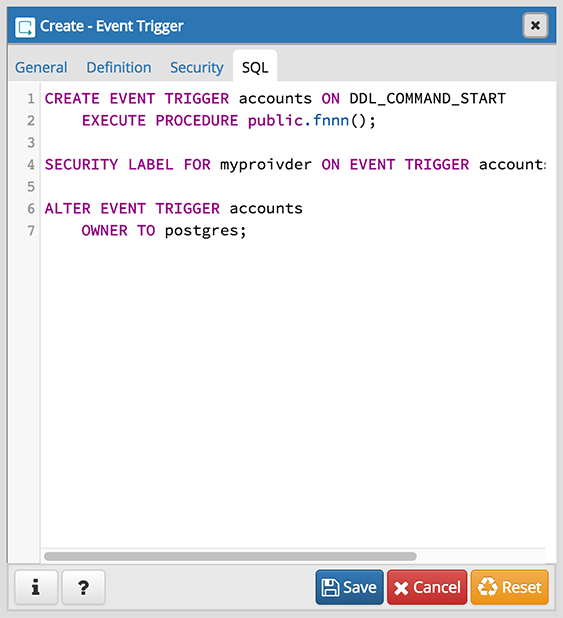 Create - Event Trigger
General Definition Security SQL
1 CREATE EVENT TRIGGER accounts ON DDL_COMMAND_START
2     EXECUTE PROCEDURE public.fnnn();
3
4 SECURITY LABEL FOR myproivder ON EVENT TRIGGER accounts
5
6 ALTER EVENT TRIGGER accounts
7     OWNER TO postgres;
i ? Save Cancel Reset